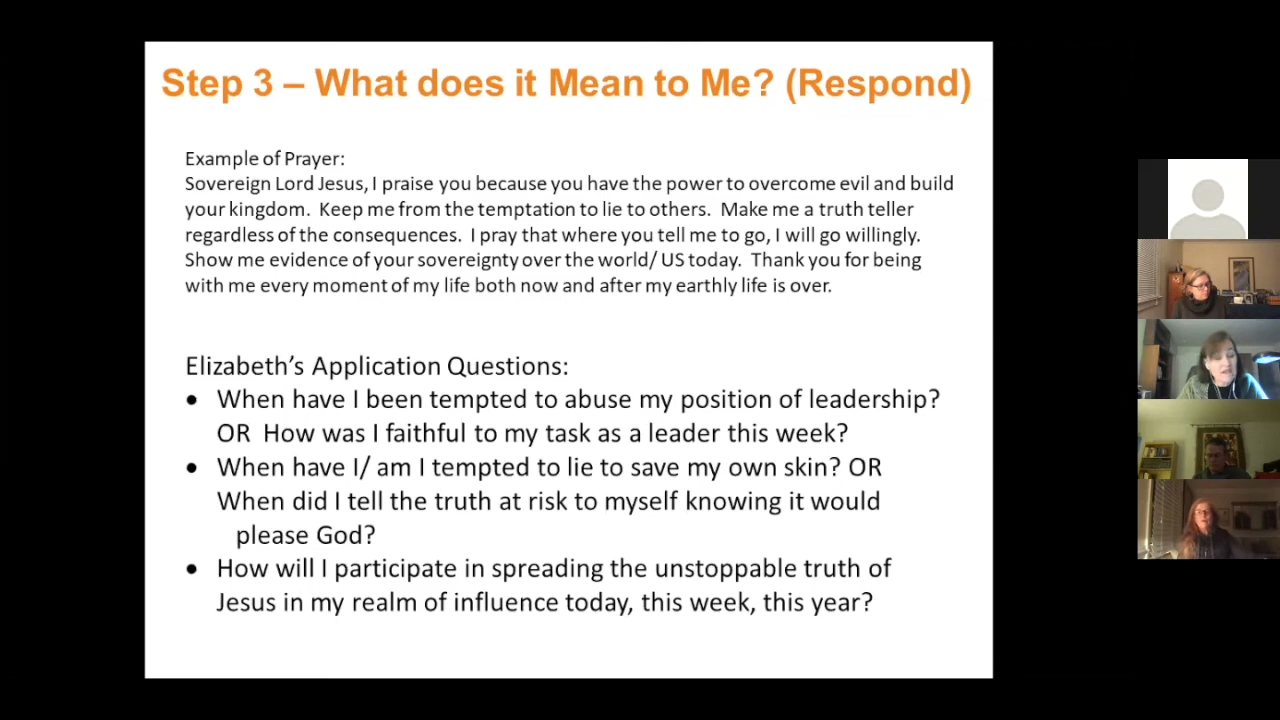 Step 3 – What does it Mean to Me? (Respond)
Example of Prayer:
Sovereign Lord Jesus, I praise you because you have the power to overcome evil and build
your kingdom.  Keep me from the temptation to lie to others.  Make me a truth teller
regardless of the consequences.  I pray that where you tell me to go, I will go willingly.
Show me evidence of your sovereignty over the world/ US today.  Thank you for being
with me every moment of my life both now and after my earthly life is over.
Elizabeth’s Application Questions:
• When have I been tempted to abuse my position of leadership?
OR  How was I faithful to my task as a leader this week?
• When have I/ am I tempted to lie to save my own skin? OR
When did I tell the truth at risk to myself knowing it would
please God?
• How will I participate in spreading the unstoppable truth of
Jesus in my realm of influence today, this week, this year?